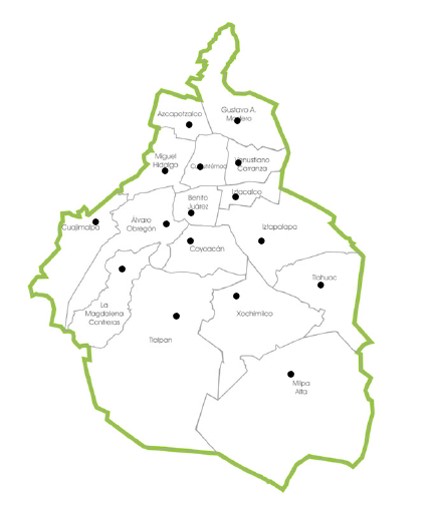 Azcapotzalco
Gustavo A.
Madero
Miguel
Hidalgo
Cuauhtémoc
Venustiano
Carranza
Iztacalco
Benito
Juárez
Cuajimalpa
Álvaro
Obregón
Iztapalapa
Coyoacán
Tlahuac
La
Magdalena
Contreras
Xochimilco
Tlalpan
Milpa
Alta